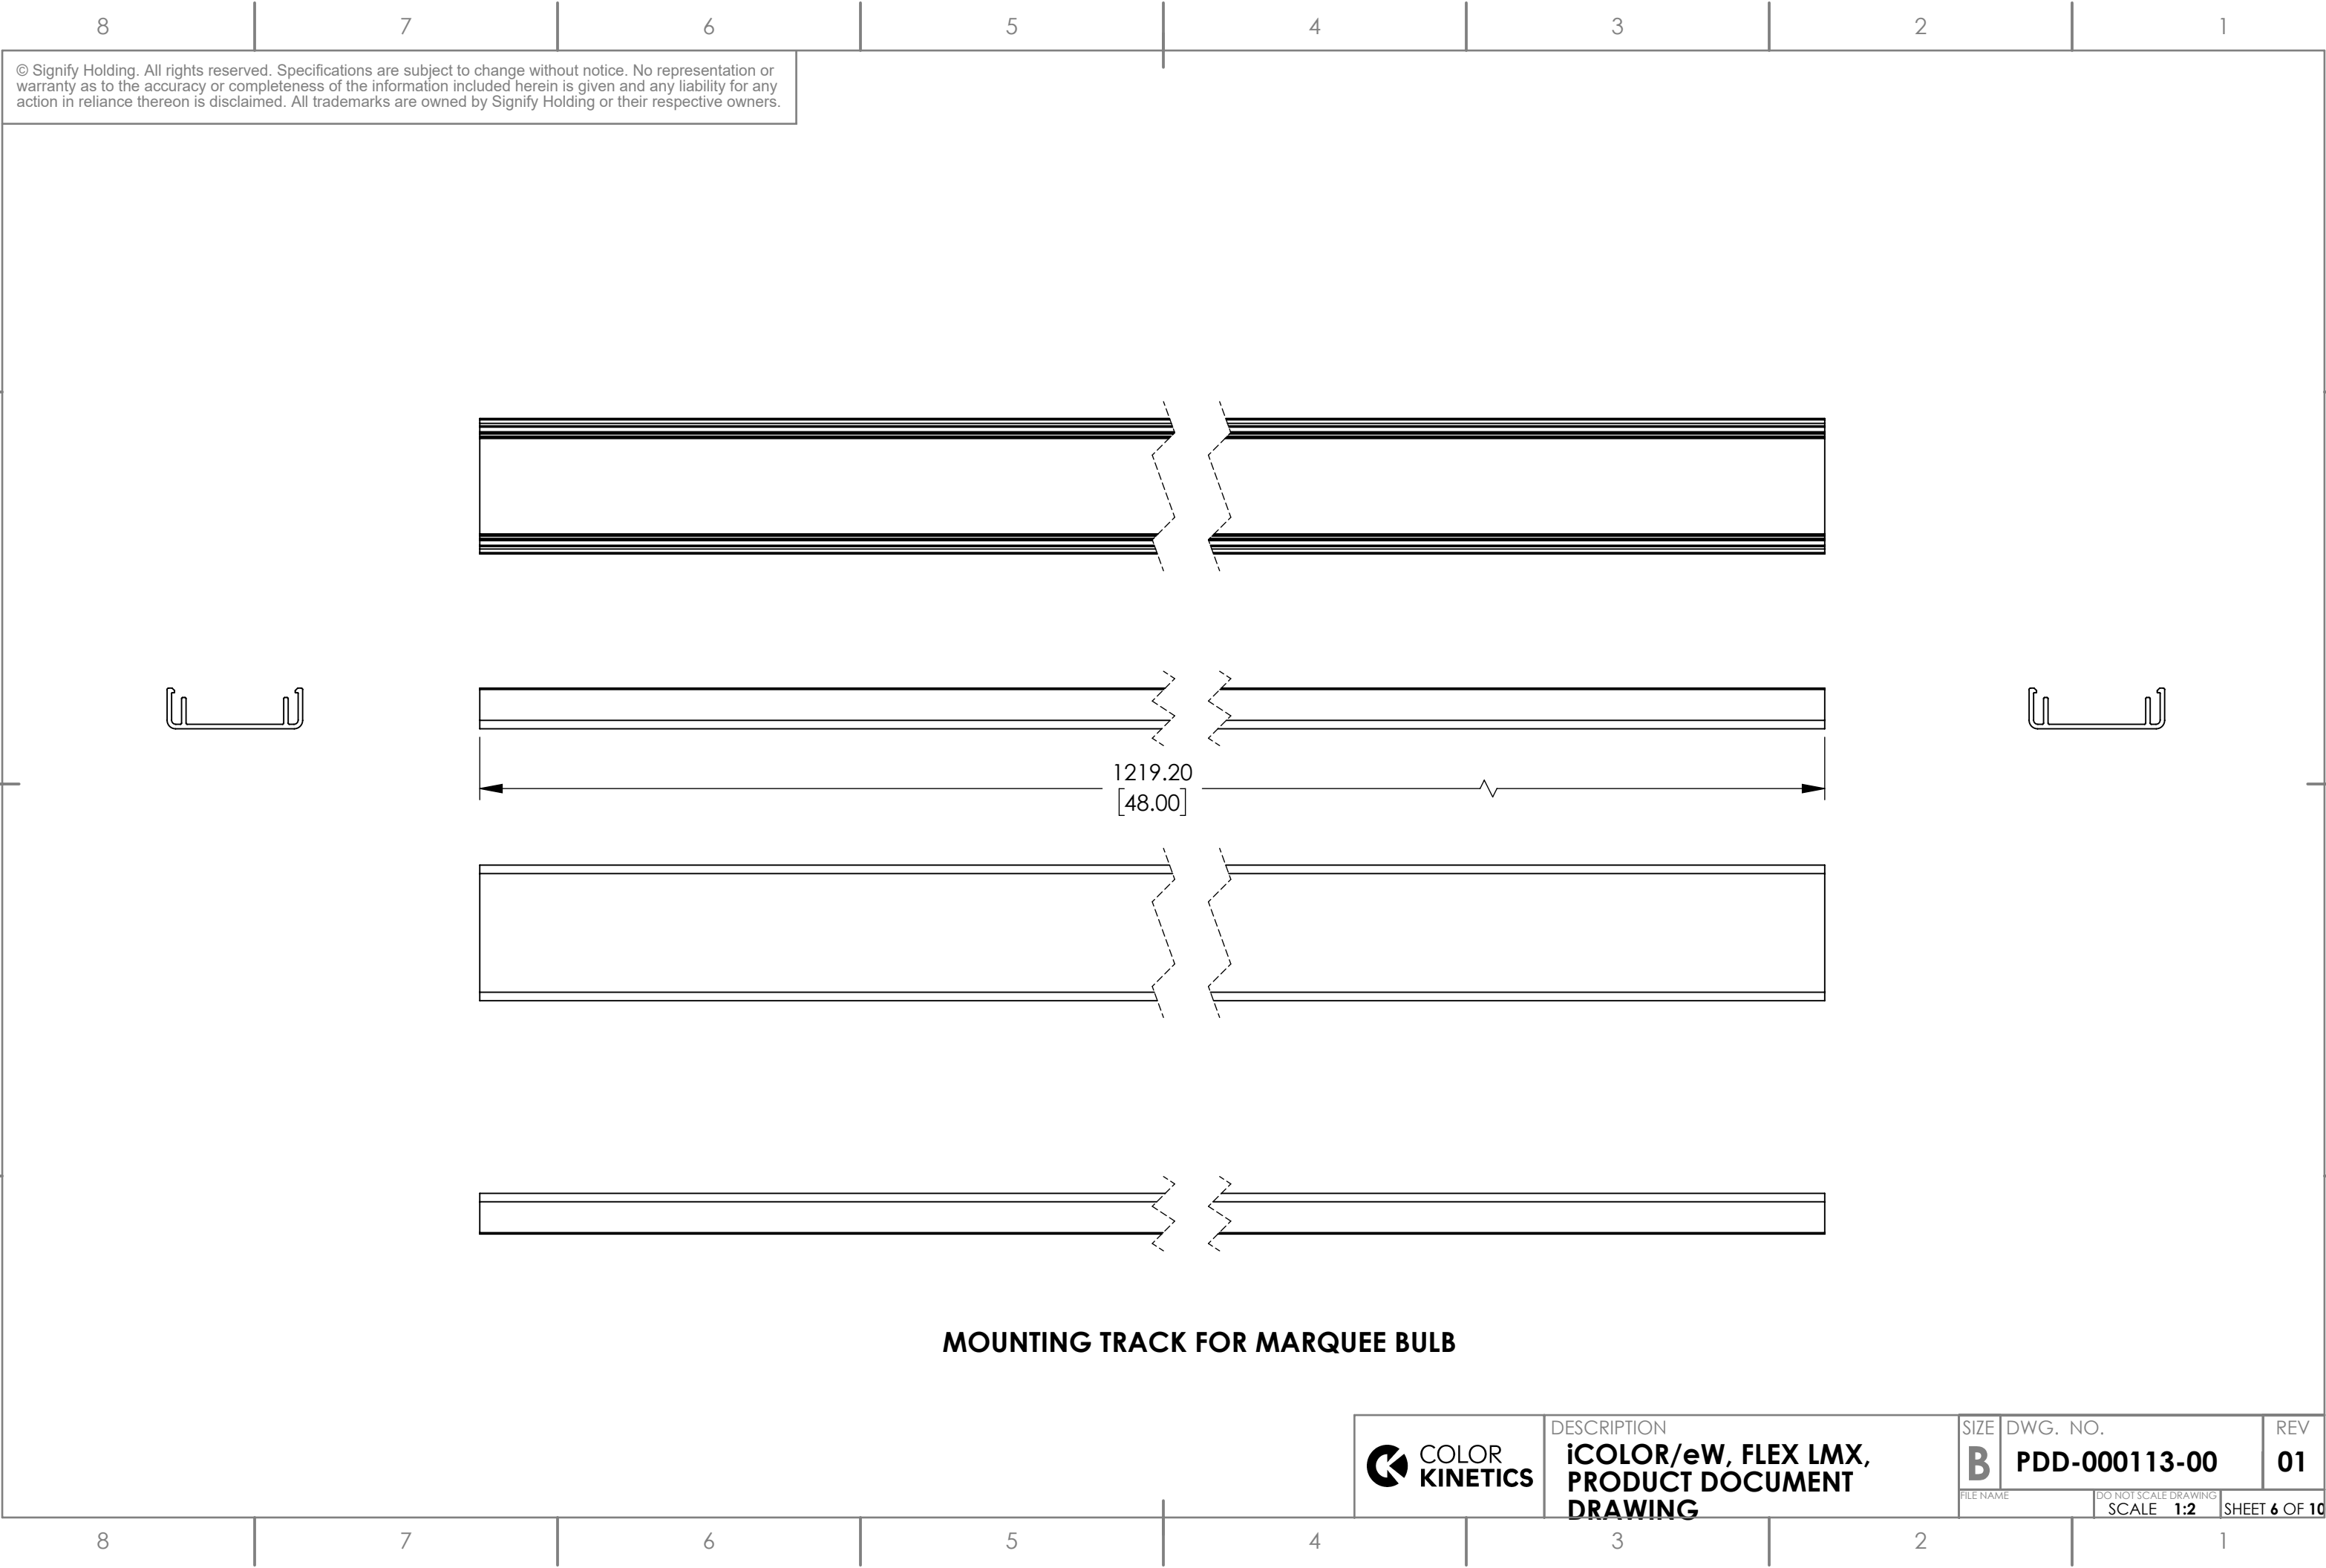 8 7 6 5 4 3 2 1
© Signify Holding. All rights reserved. Specifications are subject to change without notice. No representation or
warranty as to the accuracy or completeness of the information included herein is given and any liability for any
action in reliance thereon is disclaimed. All trademarks are owned by Signify Holding or their respective owners.
1219.20
[48.00]
MOUNTING TRACK FOR MARQUEE BULB
COLOR
KINETICS
DESCRIPTION
iCOLOR/eW, FLEX LMX,
PRODUCT DOCUMENT
DRAWING
SIZE
B
DWG. NO.
PDD-000113-00
REV
01
FILE NAME
DO NOT SCALE DRAWING
SCALE 1:2
SHEET 6 OF 10
8 7 6 5 4 3 2 1